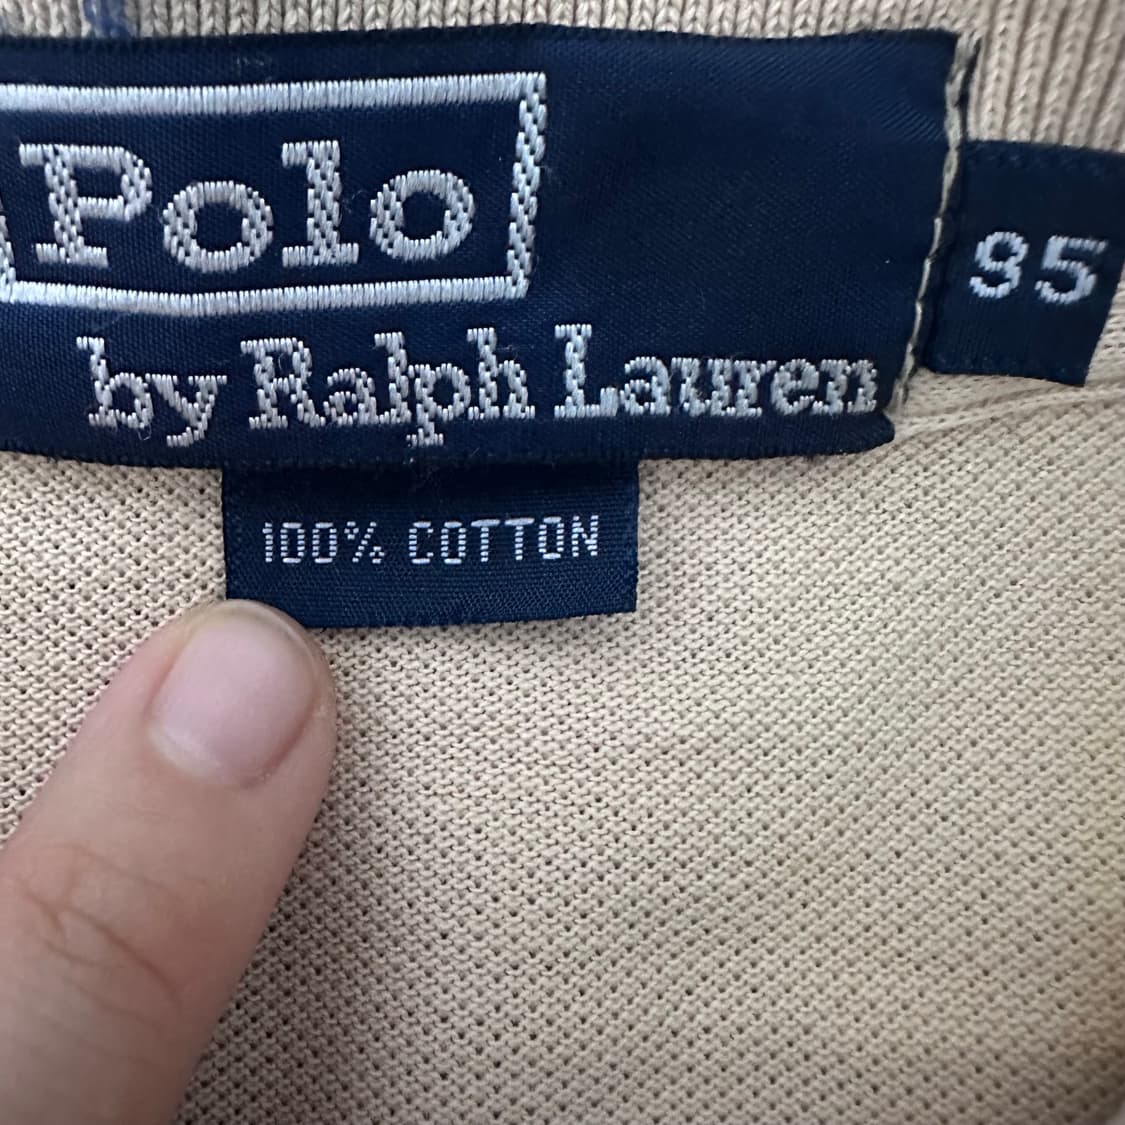 Polo
by Ralph Lauren
95
100% COTTON